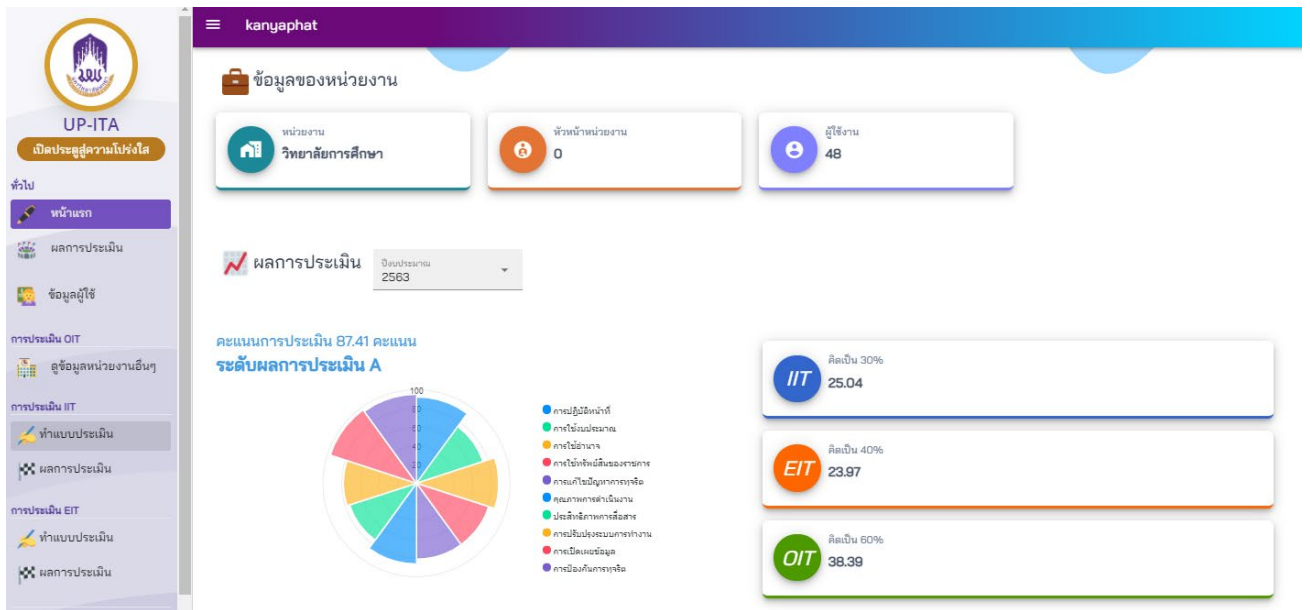 kanyaphat
UP-ITA
เปิดประตูสู่ความโปร่งใส
ทั่วไป
หน้าแรก
ผลการประเมิน
ข้อมูลผู้ใช้
การประเมิน OIT
ดูข้อมูลหน่วยงานอื่นๆ
การประเมิน IIT
ทำแบบประเมิน
ผลการประเมิน
การประเมิน EIT
ทำแบบประเมิน
ผลการประเมิน
ข้อมูลของหน่วยงาน
หน่วยงาน
วิทยาลัยการศึกษา
หัวหน้าหน่วยงาน
0
ผู้ใช้งาน
48
ผลการประเมิน
ปีงบประมาณ
2563
คะแนนการประเมิน 87.41 คะแนน
ระดับผลการประเมิน A
100
80
60
40
20
การปฏิบัติหน้าที่
การใช้งบประมาณ
การใช้อำนาจ
การใช้ทรัพย์สินของราชการ
การแก้ไขปัญหาการทุจริต
คุณภาพการดำเนินงาน
ประสิทธิภาพการสื่อสาร
การปรับปรุงระบบการทำงาน
การเปิดเผยข้อมูล
การป้องกันการทุจริต
IIT
คิดเป็น 30%
25.04
EIT
คิดเป็น 40%
23.97
OIT
คิดเป็น 60%
38.39